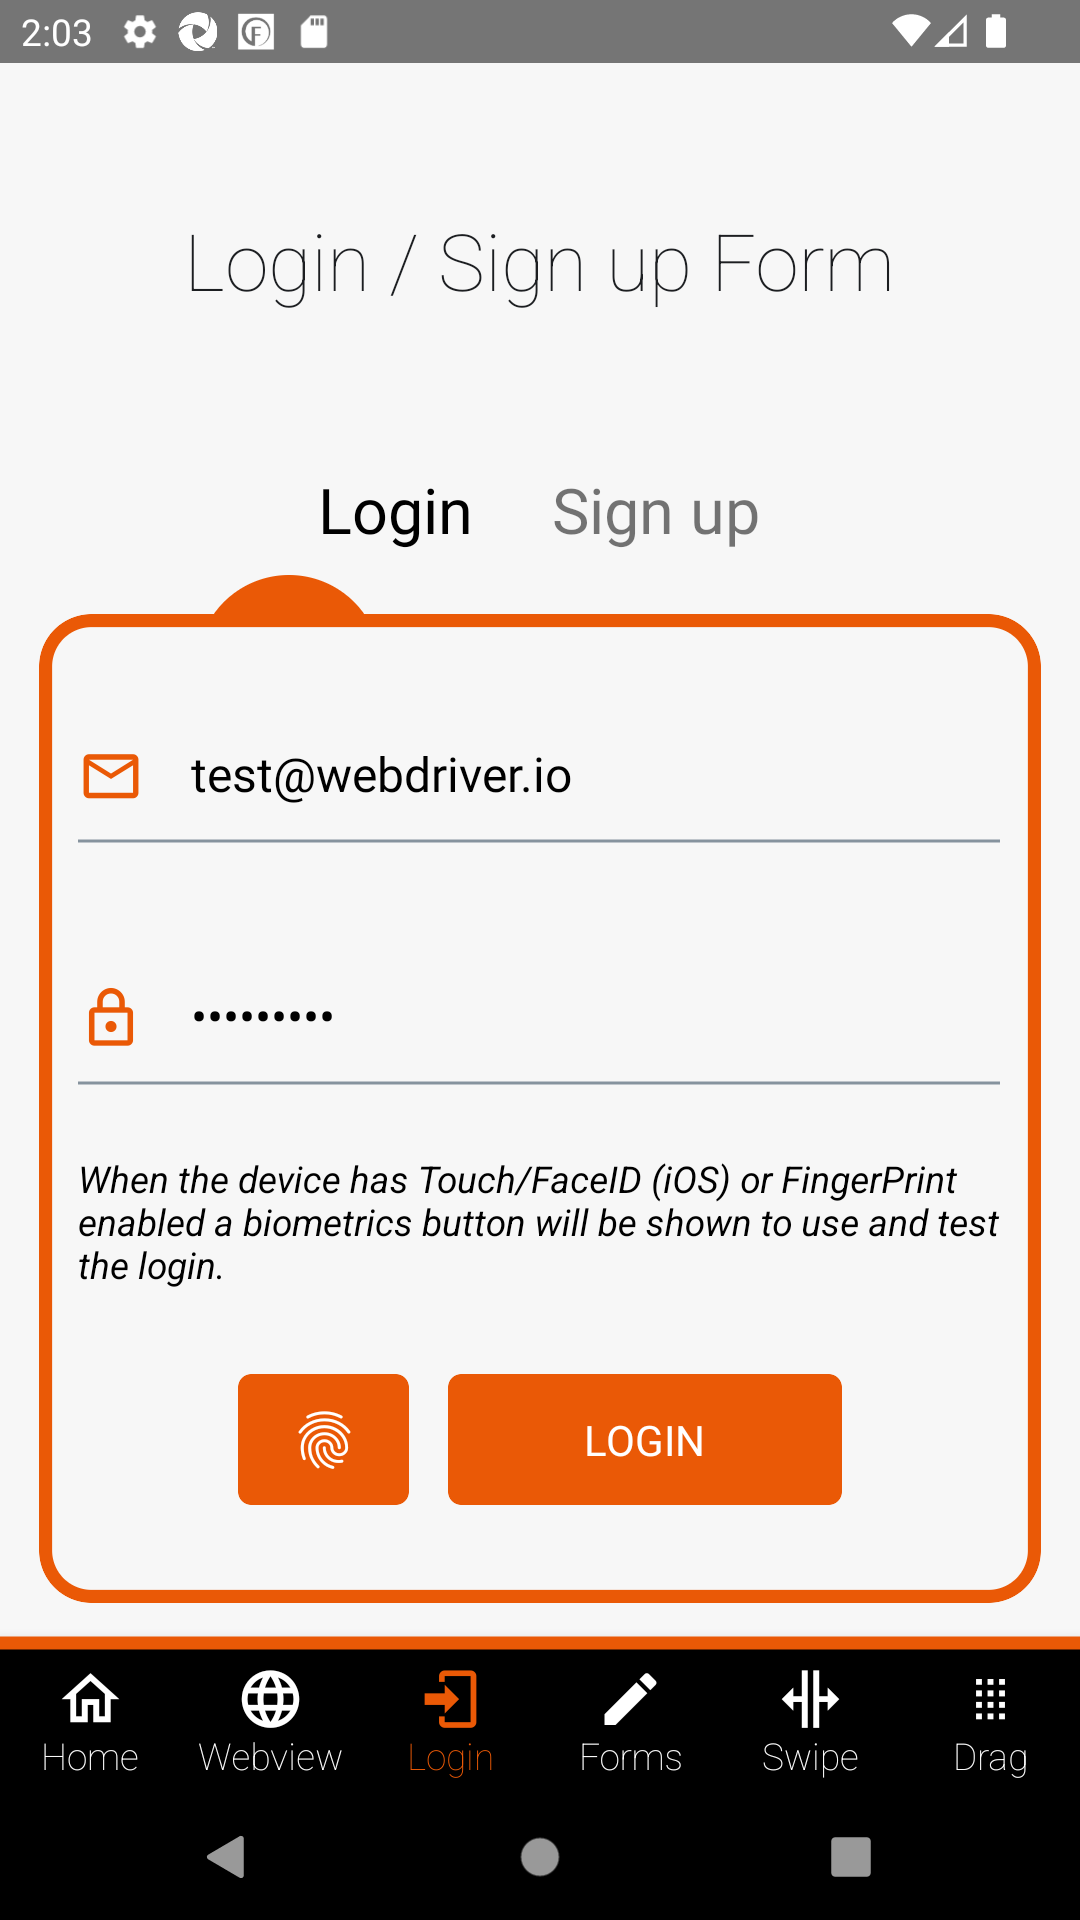 2:03
Login / Sign up Form
Login Sign up
test@webdriver.io
•••••••••
When the device has Touch/FaceID (iOS) or FingerPrint
enabled a biometrics button will be shown to use and test
the login.
LOGIN
Home Webview Login Forms Swipe Drag